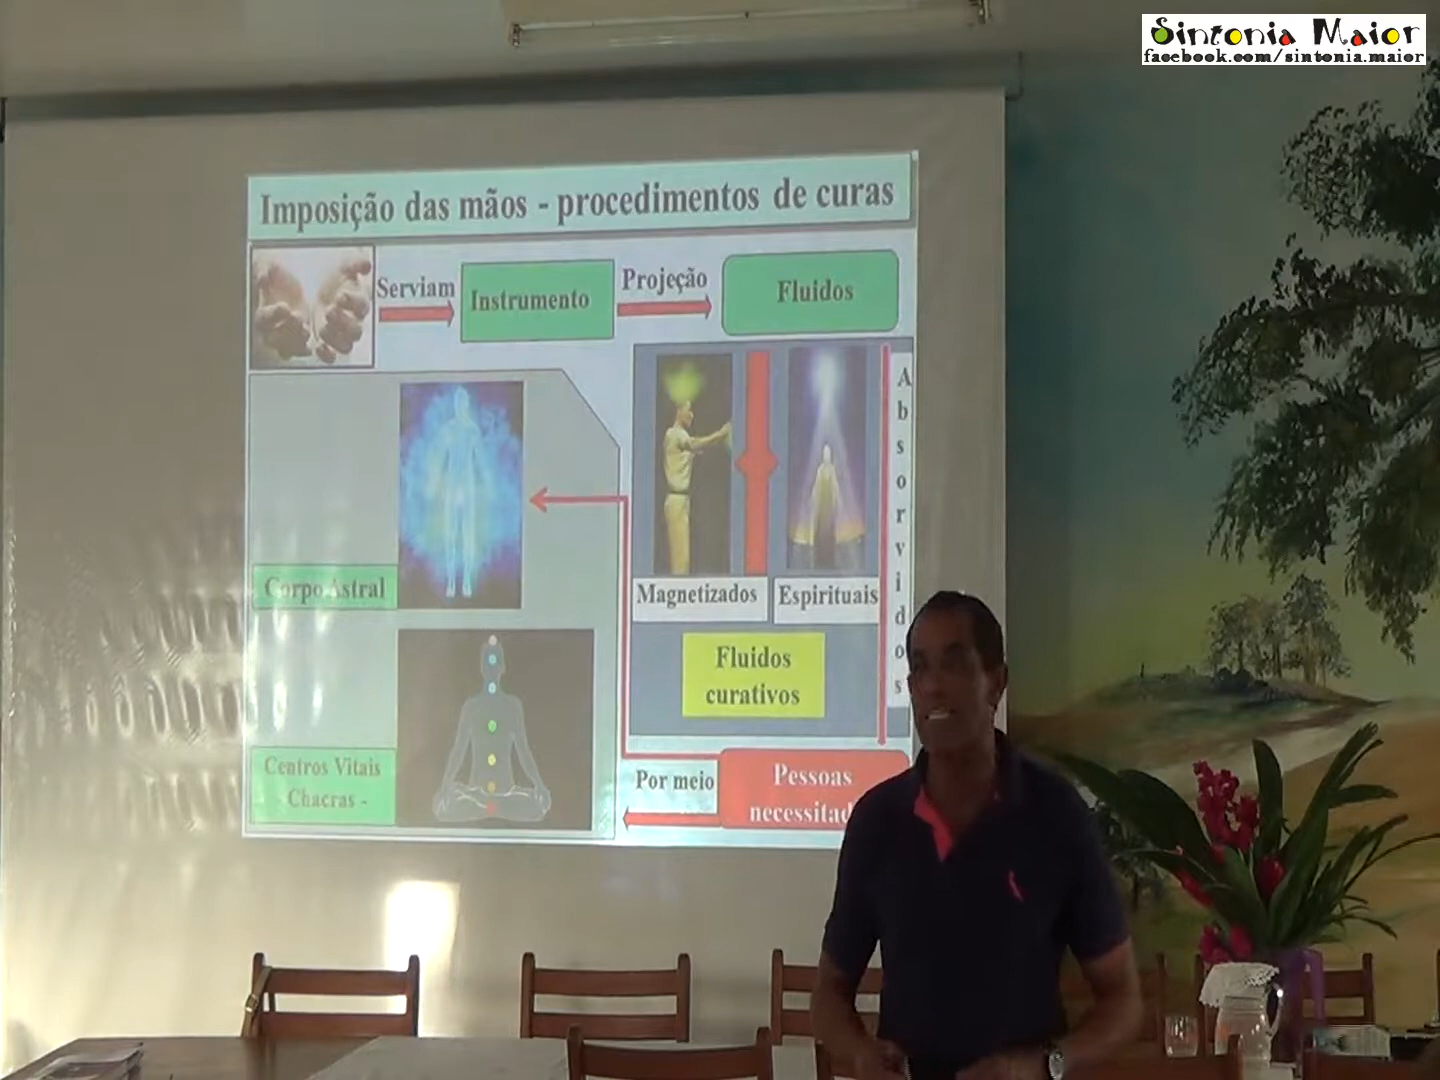 Sintonia Maior
facebook.com/sintonia.maior
Imposição das mãos - procedimentos de curas
Serviam
Instrumento
Projeção
Fluidos
Absorvidos
Corpo Astral
Magnetizados
Espirituais
Fluidos
curativos
Centros Vitais
- Chacras -
Por meio
Pessoas